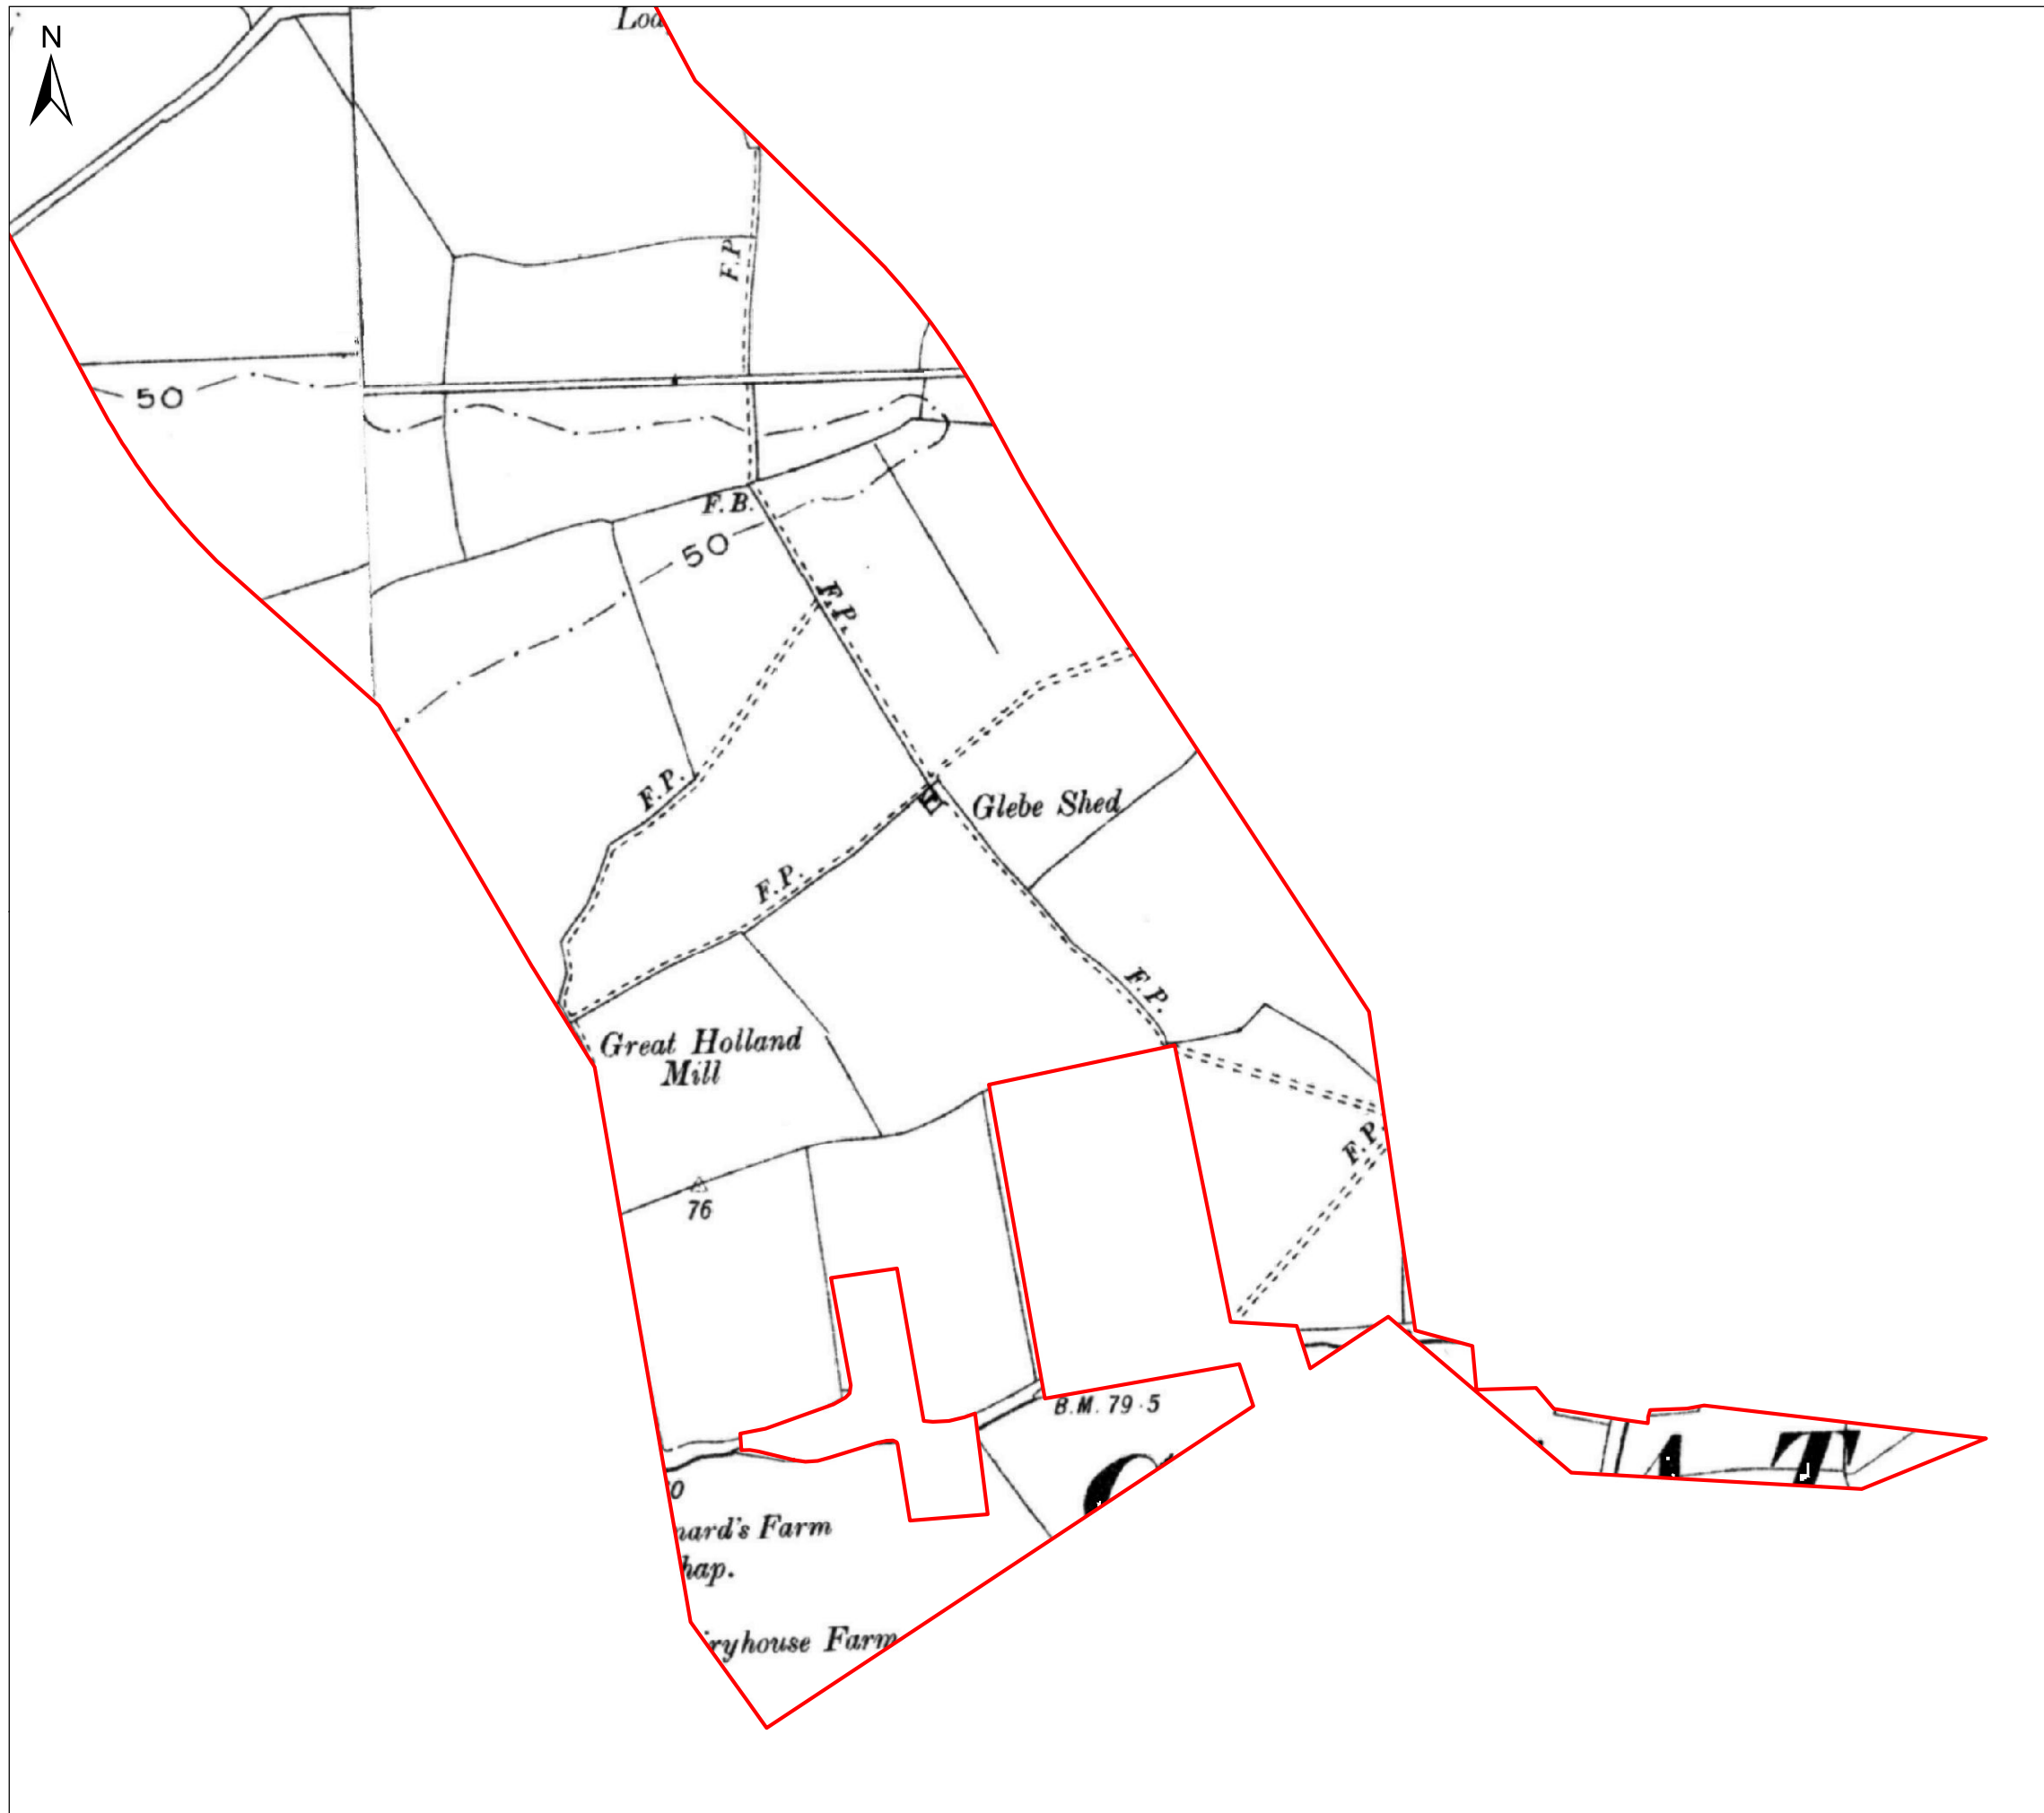 N
F.P
50
F.B.
50
F.P.
F.P.
Glebe Shed
F.P.
F.P.
Great Holland
Mill
F.P.
76
B.M. 79·5
A T
nard's Farm
hap.
ryhouse Farm